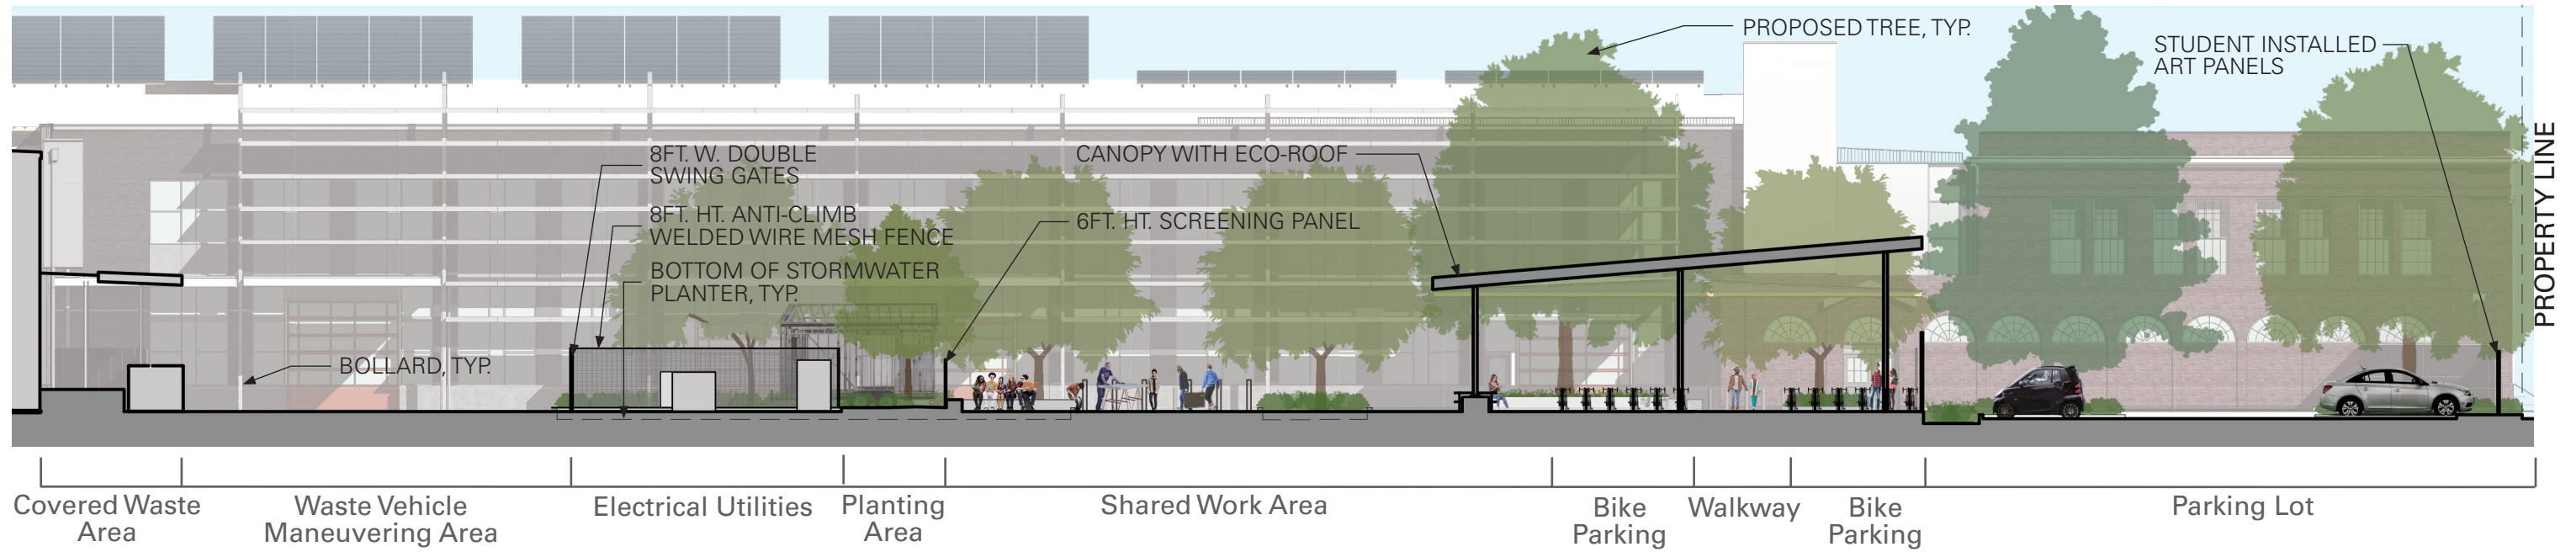 PROPOSED TREE, TYP.
STUDENT INSTALLED
ART PANELS
8FT. W. DOUBLE
SWING GATES
CANOPY WITH ECO-ROOF
8FT. HT. ANTI-CLIMB
WELDED WIRE MESH FENCE
6FT. HT. SCREENING PANEL
BOTTOM OF STORMWATER
PLANTER, TYP.
BOLLARD, TYP.
PROPERTY LINE
Covered Waste
Area
Waste Vehicle
Maneuvering Area
Electrical Utilities
Planting
Area
Shared Work Area
Bike
Parking
Walkway
Bike
Parking
Parking Lot